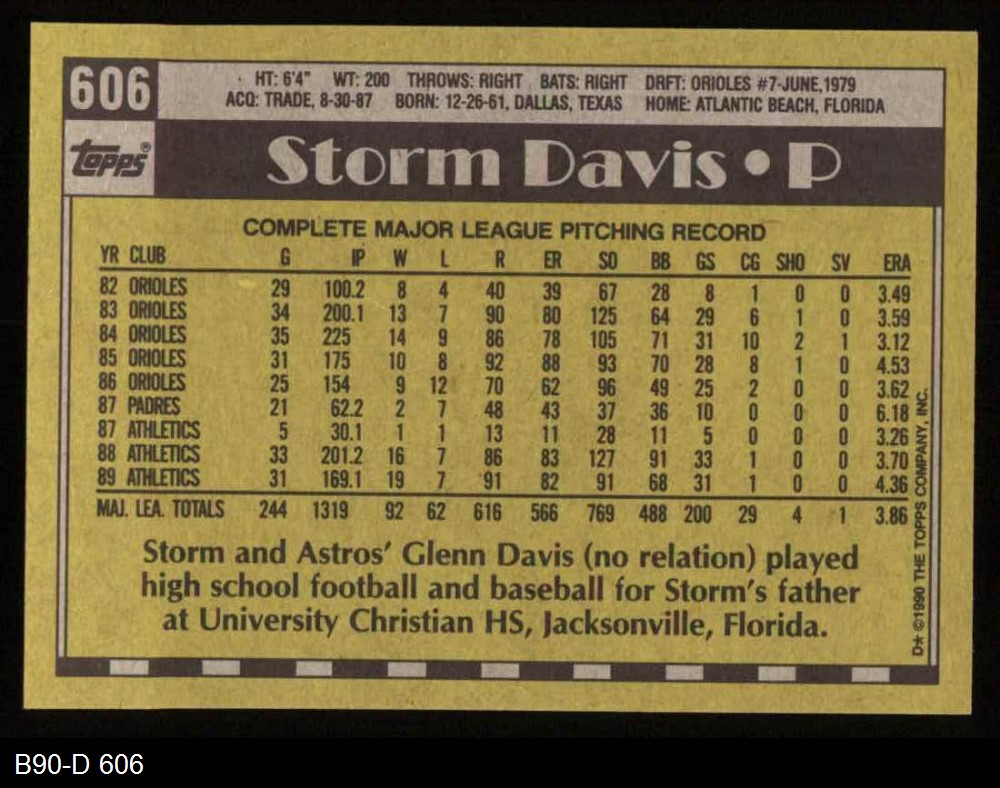 606
HT: 6'4" WT: 200 THROWS: RIGHT BATS: RIGHT DRFT: ORIOLES #7-JUNE,1979
ACQ: TRADE, 8-30-87 BORN: 12-26-61, DALLAS, TEXAS HOME: ATLANTIC BEACH, FLORIDA
topps®
Storm Davis • P
COMPLETE MAJOR LEAGUE PITCHING RECORD
YR CLUB G IP W L R ER SO BB GS CG SHO SV ERA
82 ORIOLES 29 100.2 8 4 40 39 67 28 8 1 0 0 3.49
83 ORIOLES 34 200.1 13 7 90 80 125 64 29 6 1 0 3.59
84 ORIOLES 35 225 14 9 86 78 105 71 31 10 2 1 3.12
85 ORIOLES 31 175 10 8 92 88 93 70 28 8 1 0 4.53
86 ORIOLES 25 154 9 12 70 62 96 49 25 2 0 0 3.62
87 PADRES 21 62.2 2 7 48 43 37 36 10 0 0 0 6.18
87 ATHLETICS 5 30.1 1 1 13 11 28 11 5 0 0 0 3.26
88 ATHLETICS 33 201.2 16 7 86 83 127 91 33 1 0 0 3.70
89 ATHLETICS 31 169.1 19 7 91 82 91 68 31 1 0 0 4.36
MAJ. LEA. TOTALS 244 1319 92 62 616 566 769 488 200 29 4 1 3.86
Storm and Astros' Glenn Davis (no relation) played
high school football and baseball for Storm's father
at University Christian HS, Jacksonville, Florida.
D* ©1990 THE TOPPS COMPANY, INC.
B90-D 606